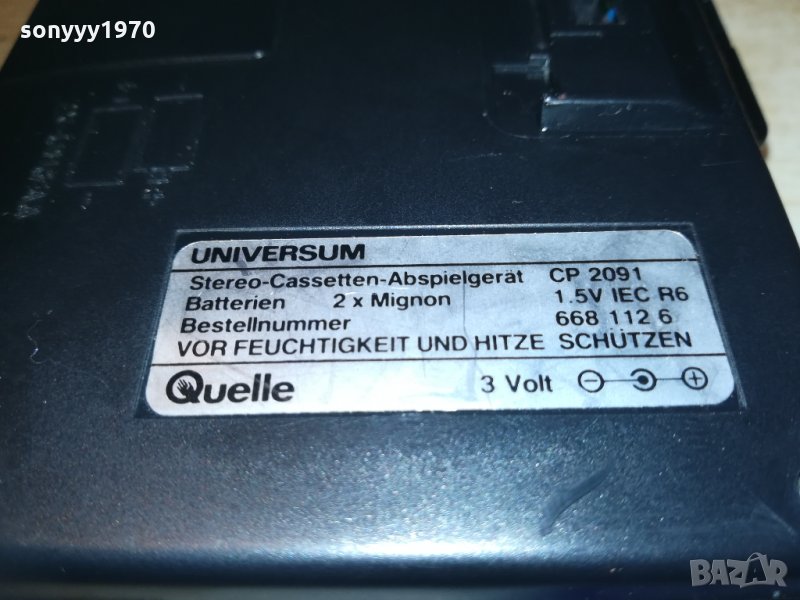 sonyyy1970
UNIVERSUM
Stereo-Cassetten-Abspielgerät CP 2091
Batterien 2 x Mignon 1.5V IEC R6
Bestellnummer 668 112 6
VOR FEUCHTIGKEIT UND HITZE SCHÜTZEN
Quelle 3 Volt
BAZAR